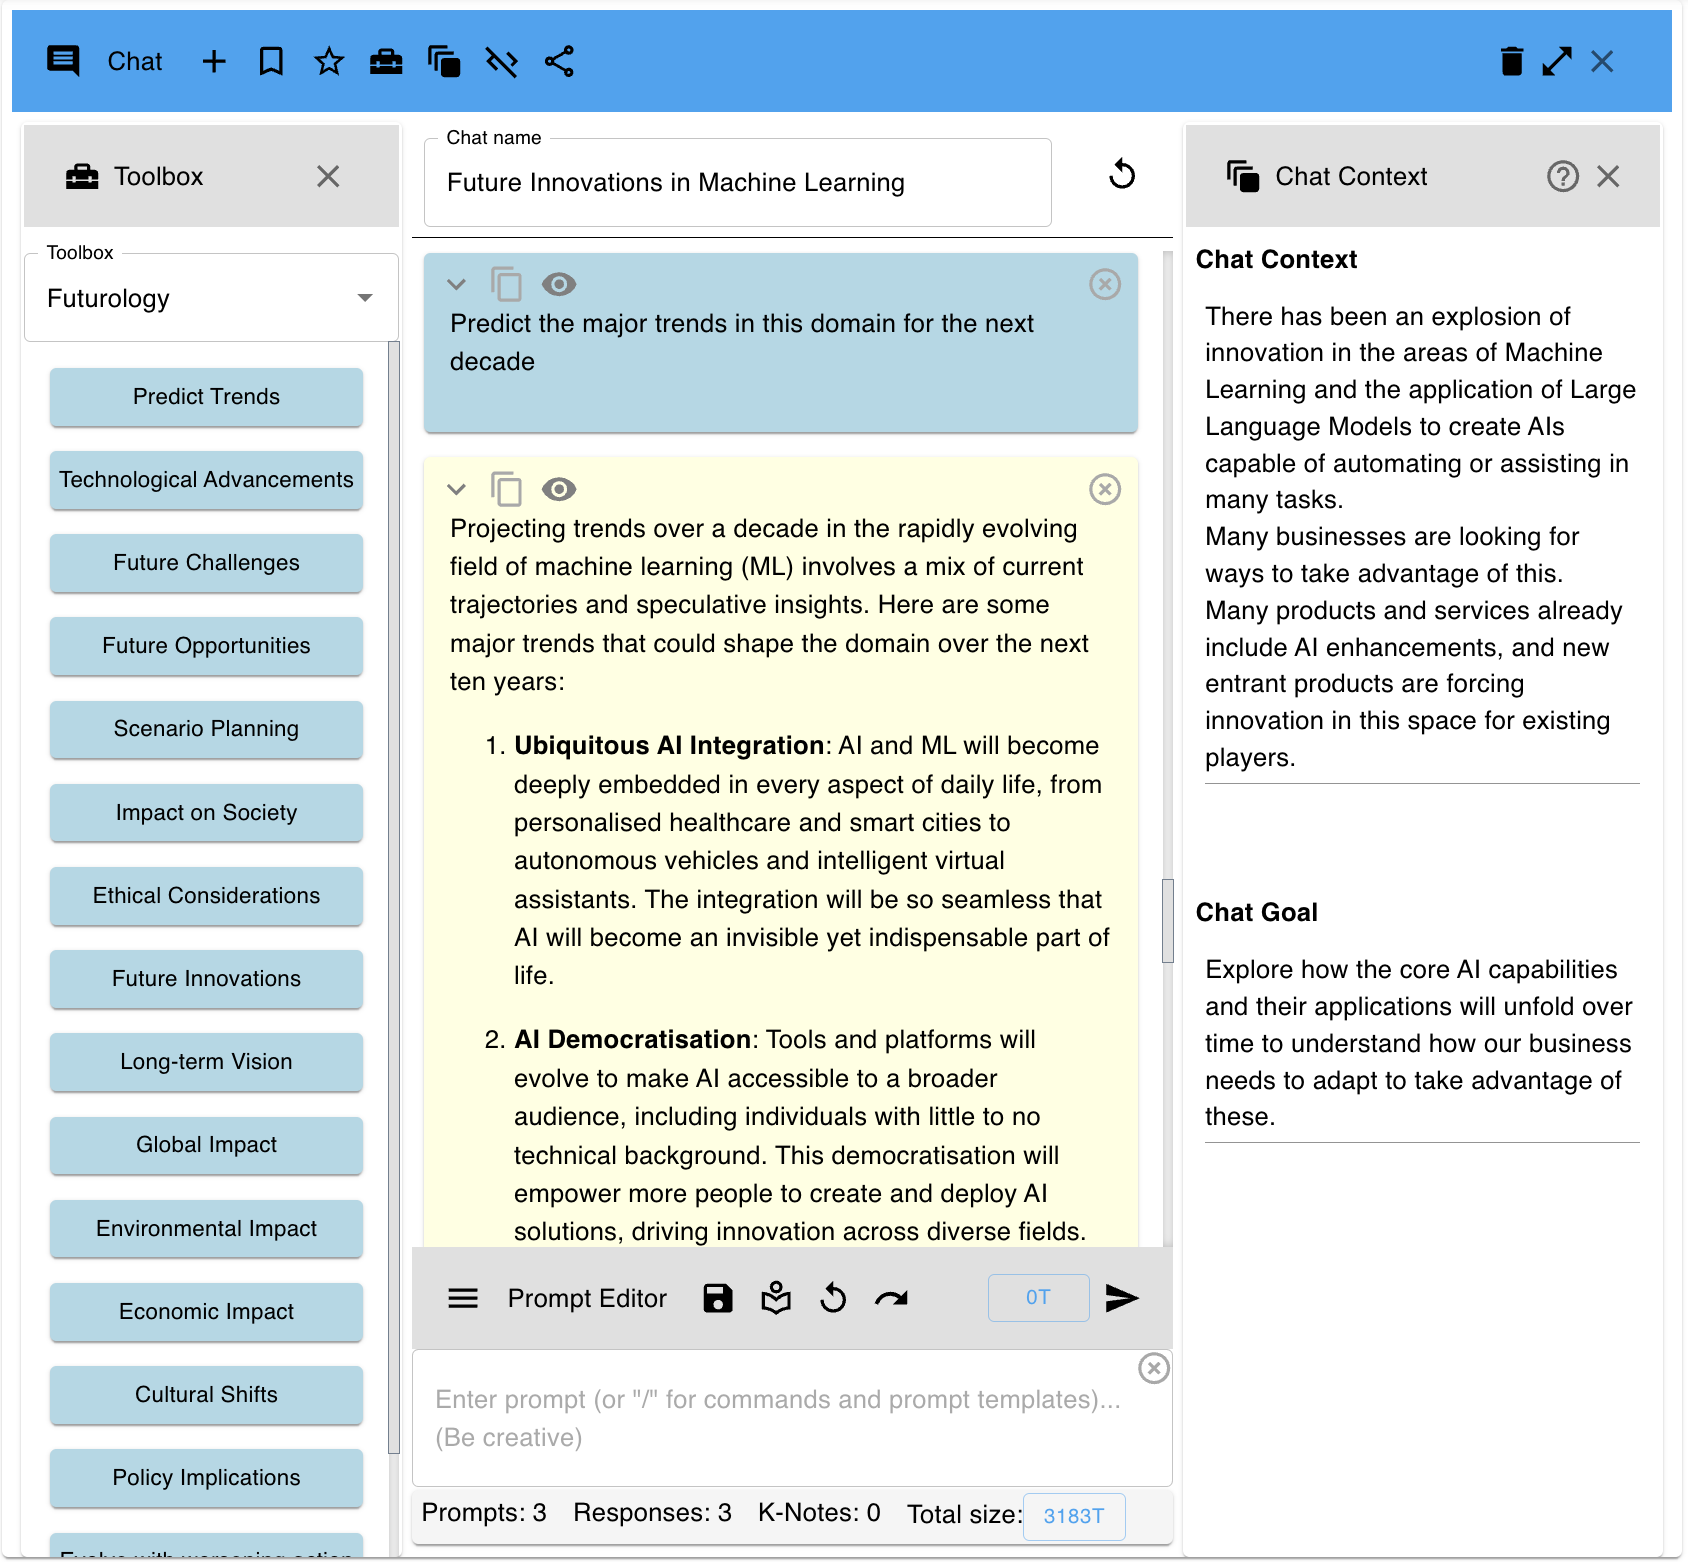 Chat
Toolbox
Toolbox
Futurology
Predict Trends
Technological Advancements
Future Challenges
Future Opportunities
Scenario Planning
Impact on Society
Ethical Considerations
Future Innovations
Long-term Vision
Global Impact
Environmental Impact
Economic Impact
Cultural Shifts
Policy Implications
Chat name
Future Innovations in Machine Learning
Predict the major trends in this domain for the next
decade
Projecting trends over a decade in the rapidly evolving
field of machine learning (ML) involves a mix of current
trajectories and speculative insights. Here are some
major trends that could shape the domain over the next
ten years:
1. Ubiquitous AI Integration: AI and ML will become
deeply embedded in every aspect of daily life, from
personalised healthcare and smart cities to
autonomous vehicles and intelligent virtual
assistants. The integration will be so seamless that
AI will become an invisible yet indispensable part of
life.
2. AI Democratisation: Tools and platforms will
evolve to make AI accessible to a broader
audience, including individuals with little to no
technical background. This democratisation will
empower more people to create and deploy AI
solutions, driving innovation across diverse fields.
Prompt Editor
0T
Enter prompt (or "/" for commands and prompt templates)...
(Be creative)
Prompts: 3 Responses: 3 K-Notes: 0 Total size: 3183T
Chat Context
Chat Context
There has been an explosion of
innovation in the areas of Machine
Learning and the application of Large
Language Models to create AIs
capable of automating or assisting in
many tasks.
Many businesses are looking for
ways to take advantage of this.
Many products and services already
include AI enhancements, and new
entrant products are forcing
innovation in this space for existing
players.
Chat Goal
Explore how the core AI capabilities
and their applications will unfold over
time to understand how our business
needs to adapt to take advantage of
these.